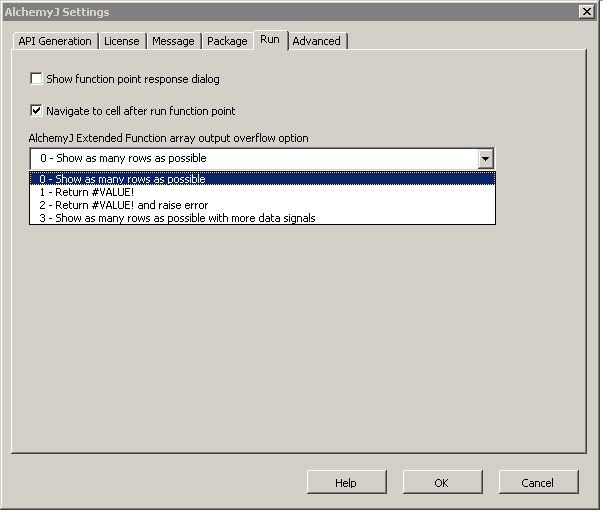 AlchemyJ Settings
API Generation License Message Package Run Advanced
Show function point response dialog
Navigate to cell after run function point
AlchemyJ Extended Function array output overflow option
0 - Show as many rows as possible
0 - Show as many rows as possible
1 - Return #VALUE!
2 - Return #VALUE! and raise error
3 - Show as many rows as possible with more data signals
Help OK Cancel